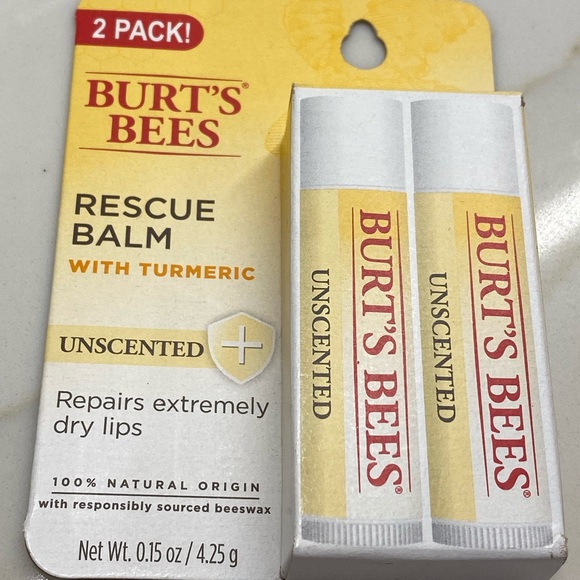 2 PACK!
BURT'S®
BEES
RESCUE
BALM
WITH TURMERIC
UNSCENTED
Repairs extremely
dry lips
100% NATURAL ORIGIN
with responsibly sourced beeswax
Net Wt. 0.15 oz / 4.25 g
BURT'S BEES®
UNSCENTED
BURT'S BEES®
UNSCENTED